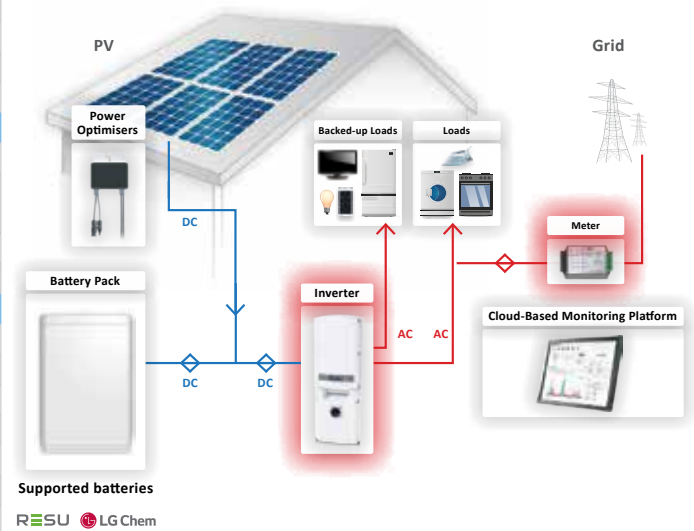 PV
Grid
Power
Optimisers
Backed-up Loads
Loads
DC
Meter
Battery Pack
Inverter
Cloud-Based Monitoring Platform
AC
AC
DC
DC
Supported batteries
RESU LG Chem